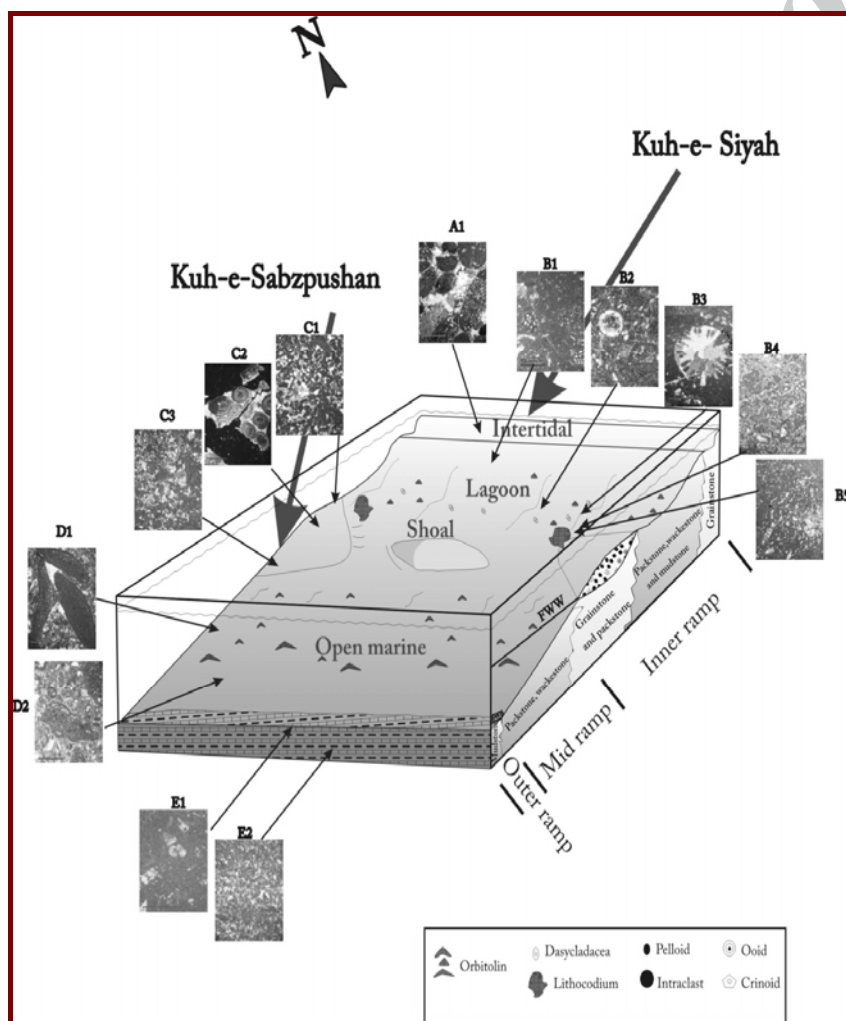 N
Kuh-e- Siyah
A1
Kuh-e-Sabzpushan
B1
B2
B3
C1
C2
B4
C3
Intertidal
Lagoon
B5
Grainstone
Shoal
D1
Packstone, wackestone
and mudstone
FWW
Grainstone
and packstone
Open marine
Inner ramp
Packstone, wackestone
D2
Mid ramp
Outer ramp
E1
E2
Orbitolin
Dasycladacea
Pelloid
Ooid
Lithocodium
Intraclast
Crinoid